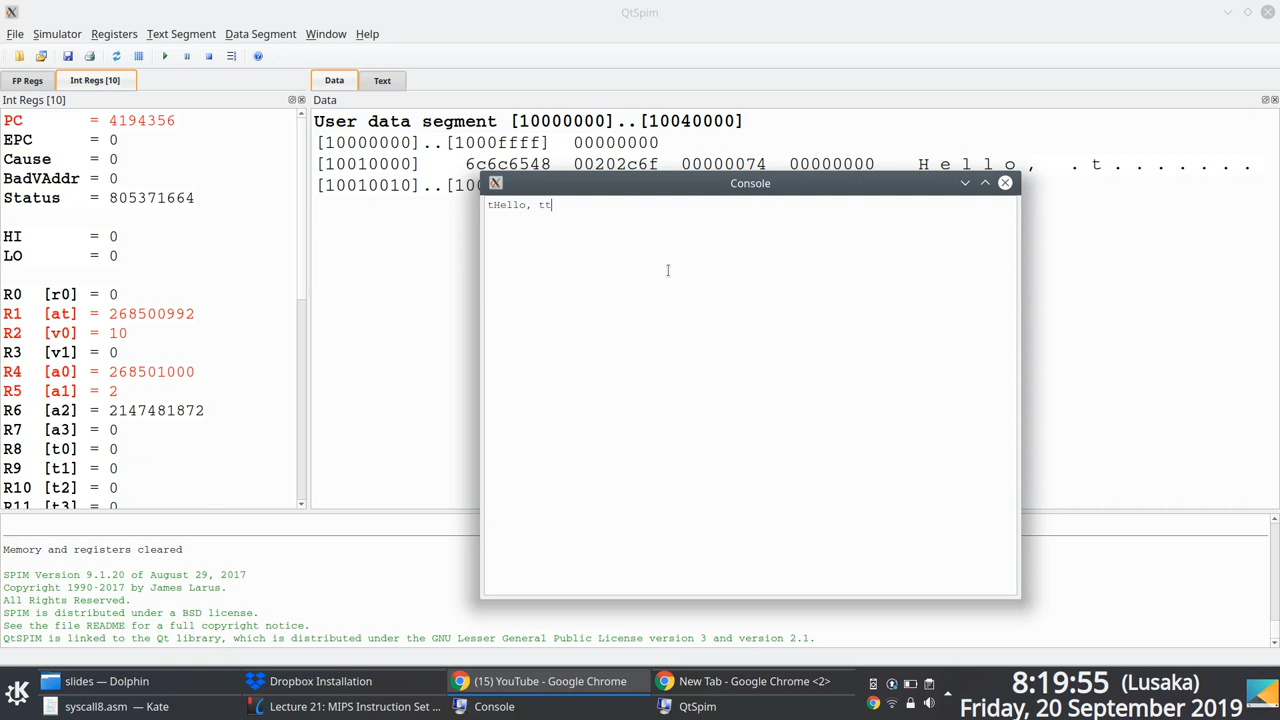 QtSpim
File Simulator Registers Text Segment Data Segment Window Help
FP Regs Int Regs [10] Data Text
Int Regs [10] Data
PC = 4194356
EPC = 0
Cause = 0
BadVAddr = 0
Status = 805371664
HI = 0
LO = 0
R0 [r0] = 0
R1 [at] = 268500992
R2 [v0] = 10
R3 [v1] = 0
R4 [a0] = 268501000
R5 [a1] = 2
R6 [a2] = 2147481872
R7 [a3] = 0
R8 [t0] = 0
R9 [t1] = 0
R10 [t2] = 0
R11 [t3] = 0
User data segment [10000000]..[10040000]
[10000000]..[1000ffff] 00000000
[10010000] 6c6c6548 00202c6f 00000074 00000000 H e l l o , . t . . . . . . .
[10010010]..[10
Console
tHello, tt
Memory and registers cleared
SPIM Version 9.1.20 of August 29, 2017
Copyright 1990-2017 by James Larus.
All Rights Reserved.
SPIM is distributed under a BSD license.
See the file README for a full copyright notice.
QtSPIM is linked to the Qt library, which is distributed under the GNU Lesser General Public License version 3 and version 2.1.
slides — Dolphin Dropbox Installation (15) YouTube - Google Chrome New Tab - Google Chrome <2>
syscall8.asm — Kate Lecture 21: MIPS Instruction Set ... Console QtSpim
8:19:55 (Lusaka)
Friday, 20 September 2019